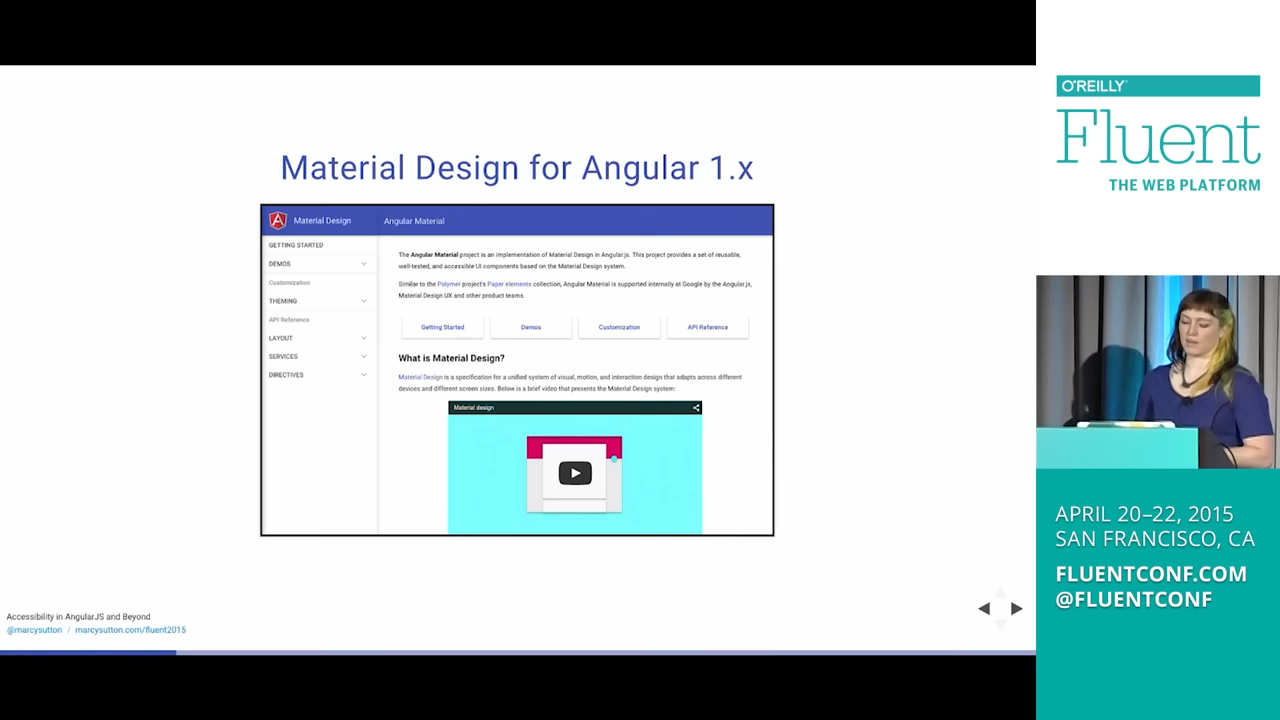 Material Design for Angular 1.x
Material Design
Angular Material
GETTING STARTED
DEMOS
Customization
THEMING
API Reference
LAYOUT
SERVICES
DIRECTIVES
The Angular Material project is an implementation of Material Design in Angular.js. This project provides a set of reusable,
well-tested, and accessible UI components based on the Material Design system.
Similar to the Polymer project's Paper elements collection, Angular Material is supported internally at Google by the Angular.js,
Material Design UX and other product teams.
Getting Started
Demos
Customization
API Reference
What is Material Design?
Material Design is a specification for a unified system of visual, motion, and interaction design that adapts across different
devices and different screen sizes. Below is a brief video that presents the Material Design system:
Material design
Accessibility in AngularJS and Beyond
@marcysutton / marcysutton.com/fluent2015
O'REILLY™
Fluent
THE WEB PLATFORM
APRIL 20–22, 2015
SAN FRANCISCO, CA
FLUENTCONF.COM
@FLUENTCONF